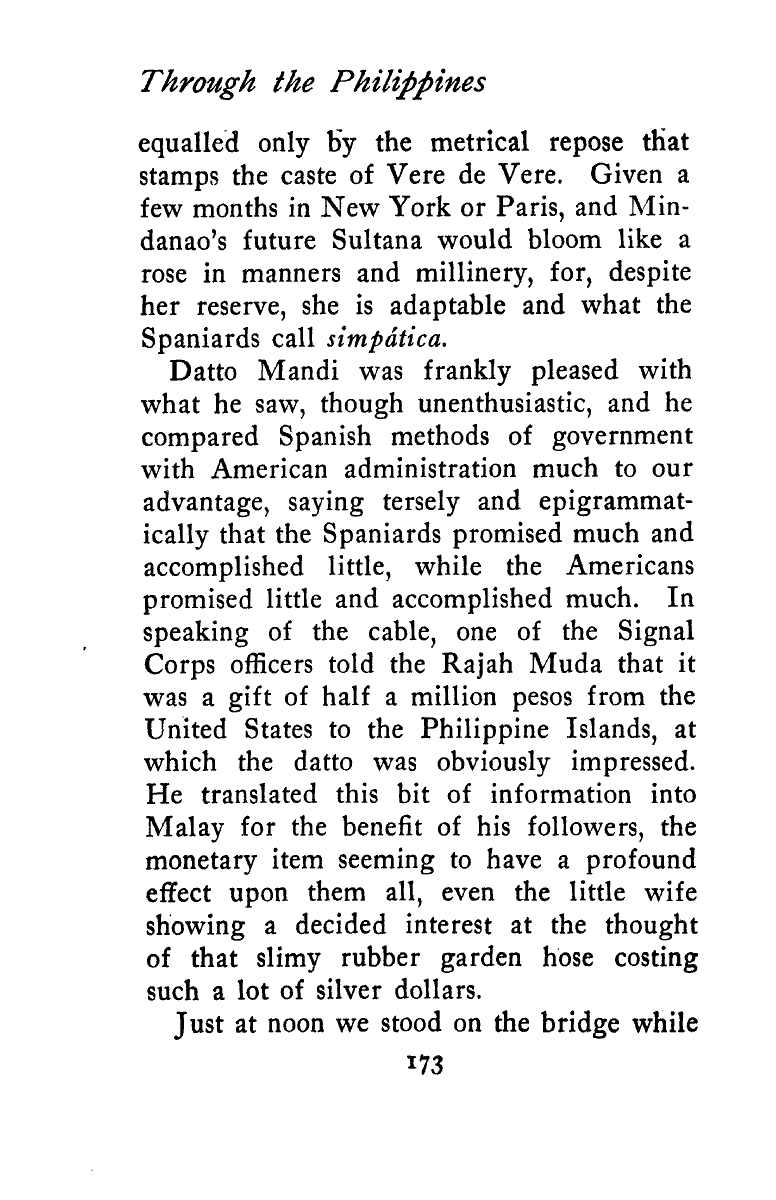 Through the Philippines
equalled only by the metrical repose that
stamps the caste of Vere de Vere. Given a
few months in New York or Paris, and Min-
danao's future Sultana would bloom like a
rose in manners and millinery, for, despite
her reserve, she is adaptable and what the
Spaniards call simpática.
Datto Mandi was frankly pleased with
what he saw, though unenthusiastic, and he
compared Spanish methods of government
with American administration much to our
advantage, saying tersely and epigrammat-
ically that the Spaniards promised much and
accomplished little, while the Americans
promised little and accomplished much. In
speaking of the cable, one of the Signal
Corps officers told the Rajah Muda that it
was a gift of half a million pesos from the
United States to the Philippine Islands, at
which the datto was obviously impressed.
He translated this bit of information into
Malay for the benefit of his followers, the
monetary item seeming to have a profound
effect upon them all, even the little wife
showing a decided interest at the thought
of that slimy rubber garden hose costing
such a lot of silver dollars.
Just at noon we stood on the bridge while
173